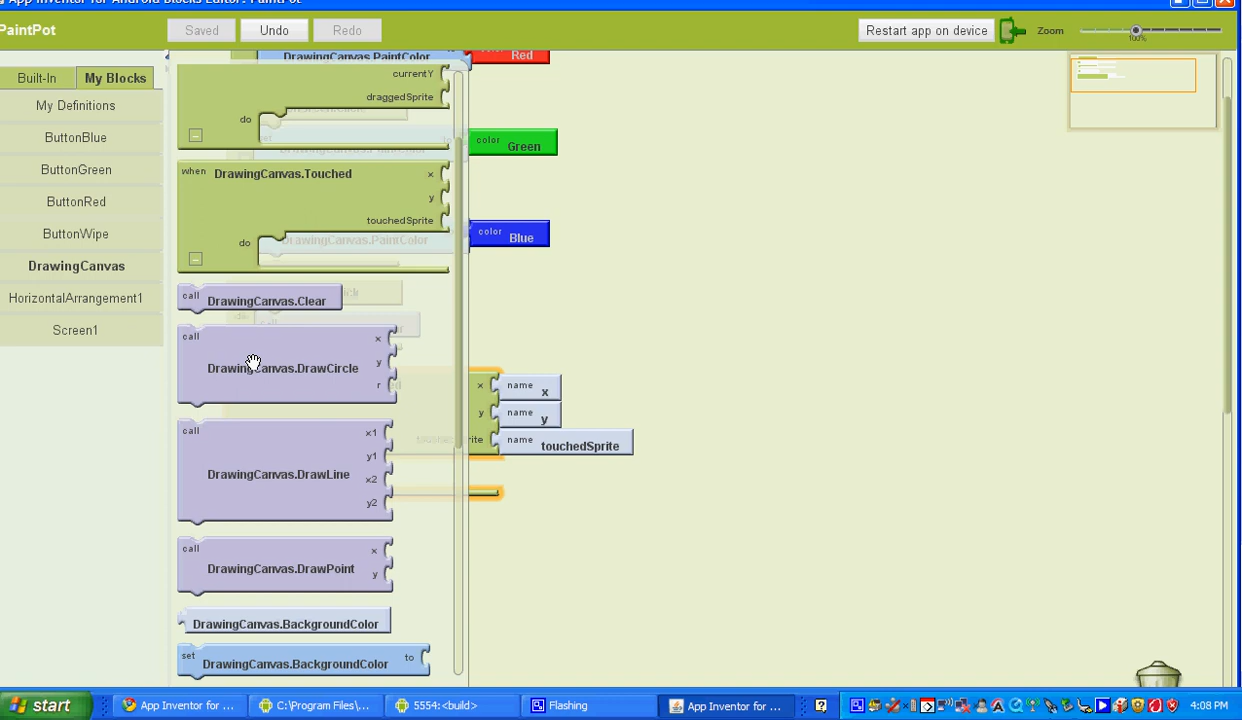 App Inventor for Android Blocks Editor: PaintPot
PaintPot
Saved
Undo
Redo
Restart app on device
Zoom
100%
Built-In
My Blocks
My Definitions
ButtonBlue
ButtonGreen
ButtonRed
ButtonWipe
DrawingCanvas
HorizontalArrangement1
Screen1
DrawingCanvas.PaintColor
color Red
currentY
draggedSprite
do
color Green
when DrawingCanvas.Touched x
y
touchedSprite
do
DrawingCanvas.PaintColor
color Blue
call DrawingCanvas.Clear
call DrawingCanvas.DrawCircle x
y
r
x name x
y name y
name touchedSprite
call DrawingCanvas.DrawLine x1
y1
x2
y2
call DrawingCanvas.DrawPoint x
y
DrawingCanvas.BackgroundColor
set DrawingCanvas.BackgroundColor to
start
App Inventor for ...
C:\Program Files\...
5554:<build>
Flashing
App Inventor for ...
4:08 PM